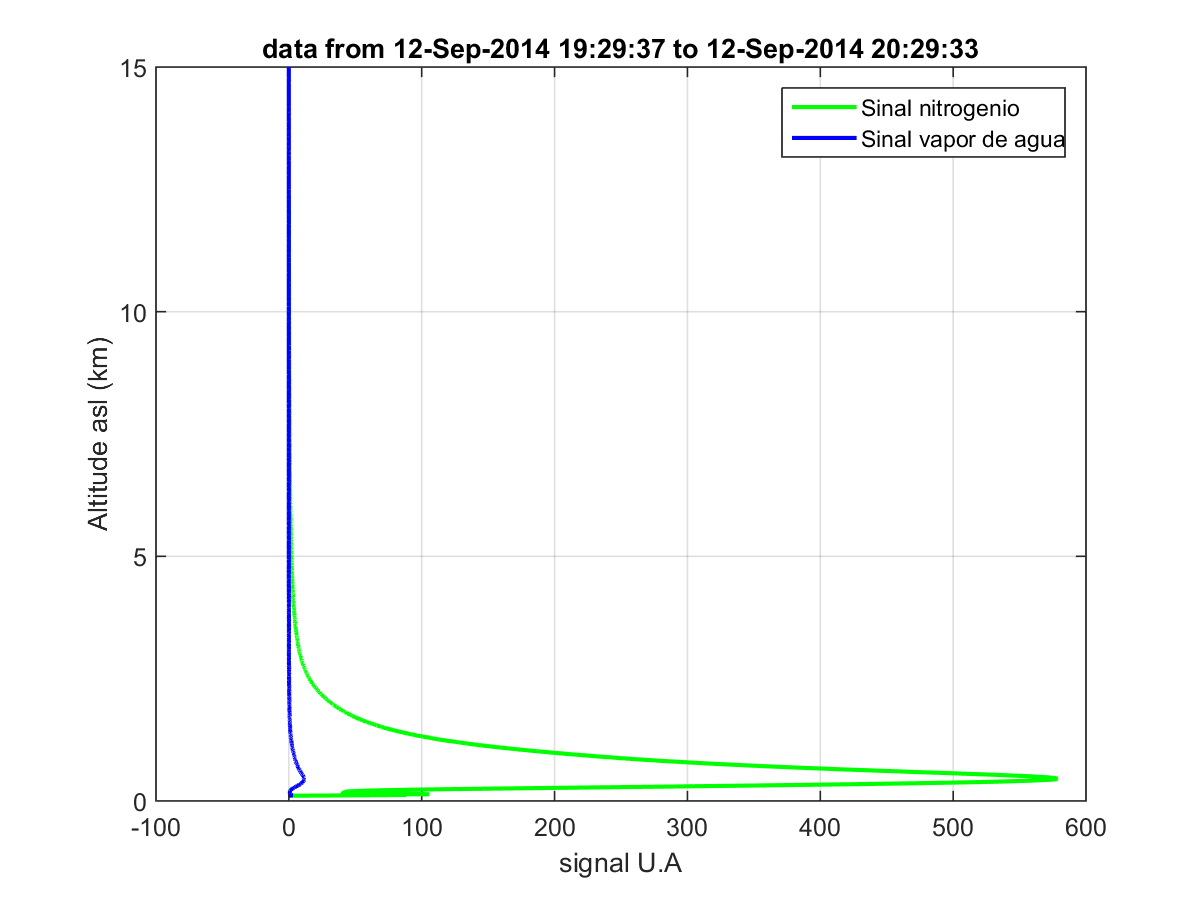 data from 12-Sep-2014 19:29:37 to 12-Sep-2014 20:29:33
Sinal nitrogenio
Sinal vapor de agua
15
10
5
0
Altitude asl (km)
-100 0 100 200 300 400 500 600
signal U.A